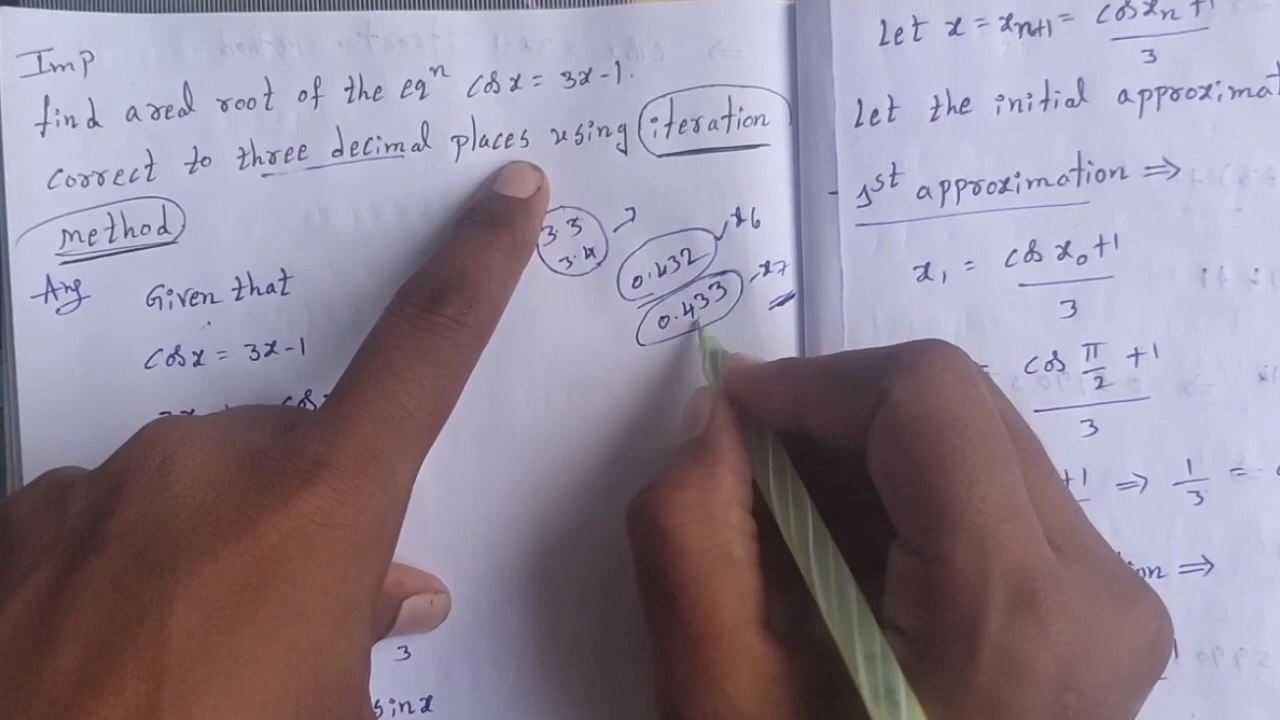 Imp
find a real root of the eqⁿ cos x = 3x-1.
correct to three decimal places using iteration
method
Ans Given that
cos x = 3x-1
3
sin x
3.3
3.4
0.432 x6
0.433 x7
Let x = xn+1 = cos xn + 1
3
Let the initial approximat
1st approximation ⇒
x1 = cos x0 + 1
3
cos π/2 + 1
3
+1 ⇒ 1/3 =
on ⇒